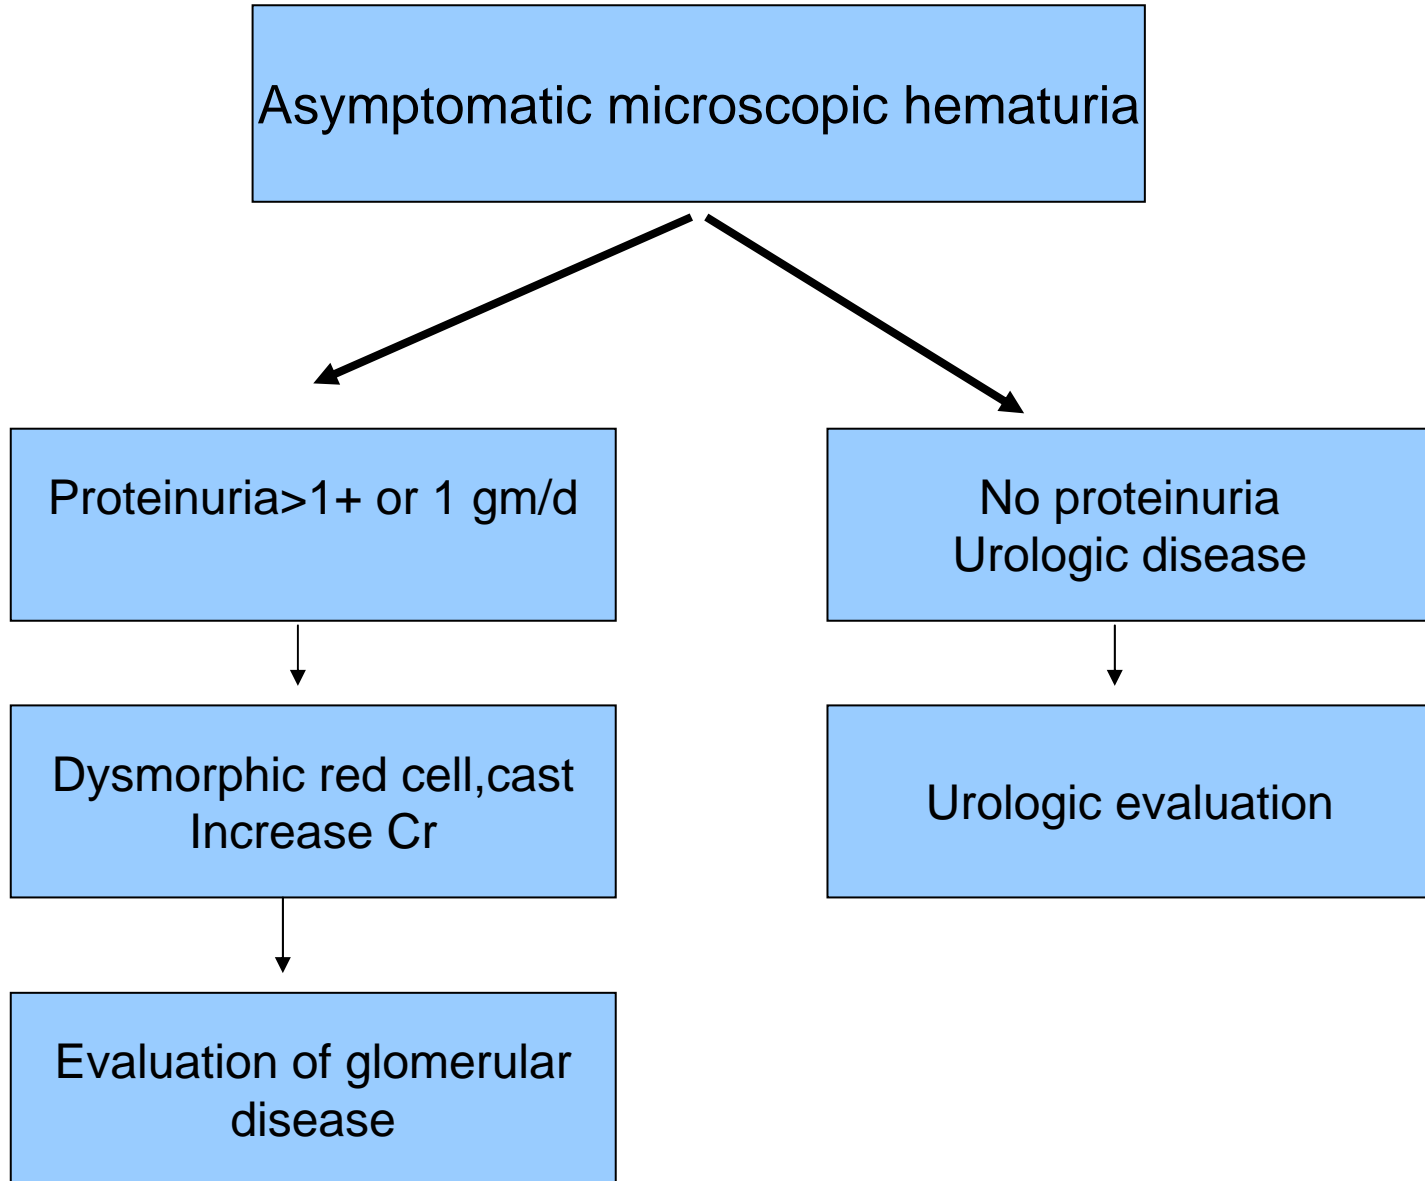 Asymptomatic microscopic hematuria
Proteinuria>1+ or 1 gm/d
No proteinuria
Urologic disease
Dysmorphic red cell,cast
Increase Cr
Urologic evaluation
Evaluation of glomerular
disease